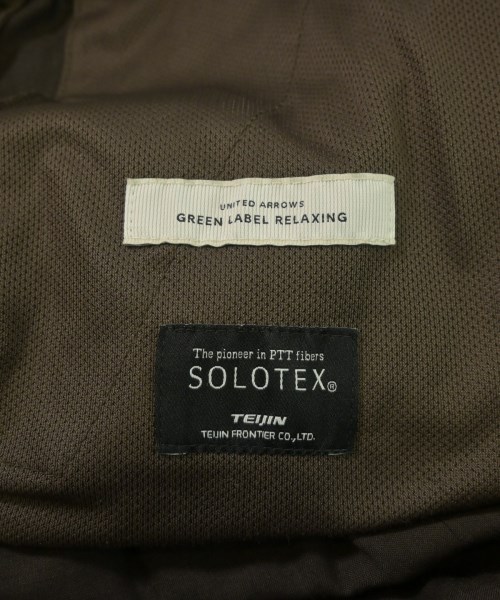 UNITED ARROWS
GREEN LABEL RELAXING
The pioneer in PTT fibers
SOLOTEX®
TEIJIN
TEIJIN FRONTIER CO.,LTD.